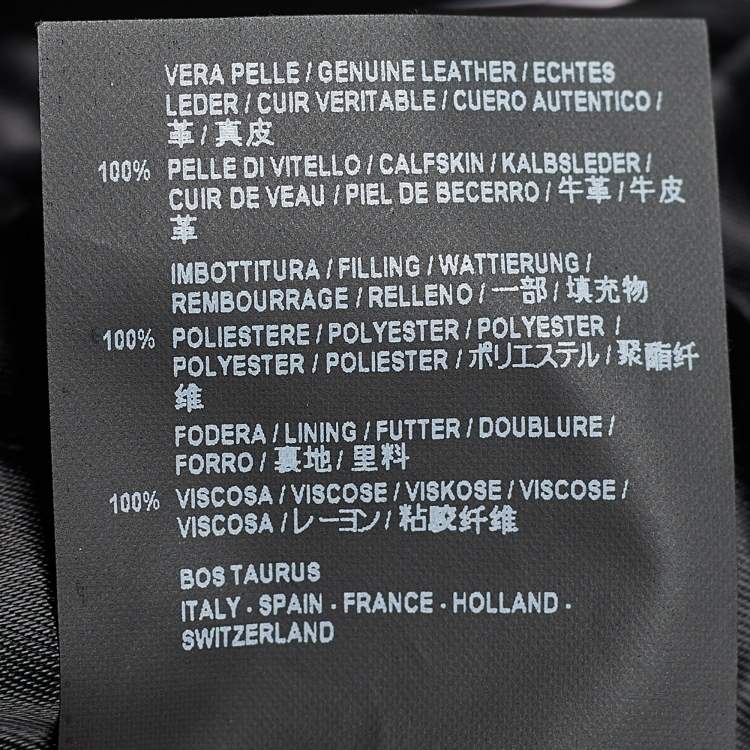 VERA PELLE / GENUINE LEATHER / ECHTES
LEDER / CUIR VERITABLE / CUERO AUTENTICO /
革 / 真皮
100% PELLE DI VITELLO / CALFSKIN / KALBSLEDER /
CUIR DE VEAU / PIEL DE BECERRO / 牛革 / 牛皮
革
IMBOTTITURA / FILLING / WATTIERUNG /
REMBOURRAGE / RELLENO / 一部 / 填充物
100% POLIESTERE / POLYESTER / POLYESTER /
POLYESTER / POLIESTER / ポリエステル / 聚酯纤
维
FODERA / LINING / FUTTER / DOUBLURE /
FORRO / 裏地 / 里料
100% VISCOSA / VISCOSE / VISKOSE / VISCOSE /
VISCOSA / レーヨン / 粘胶纤维
BOS TAURUS
ITALY · SPAIN · FRANCE · HOLLAND ·
SWITZERLAND